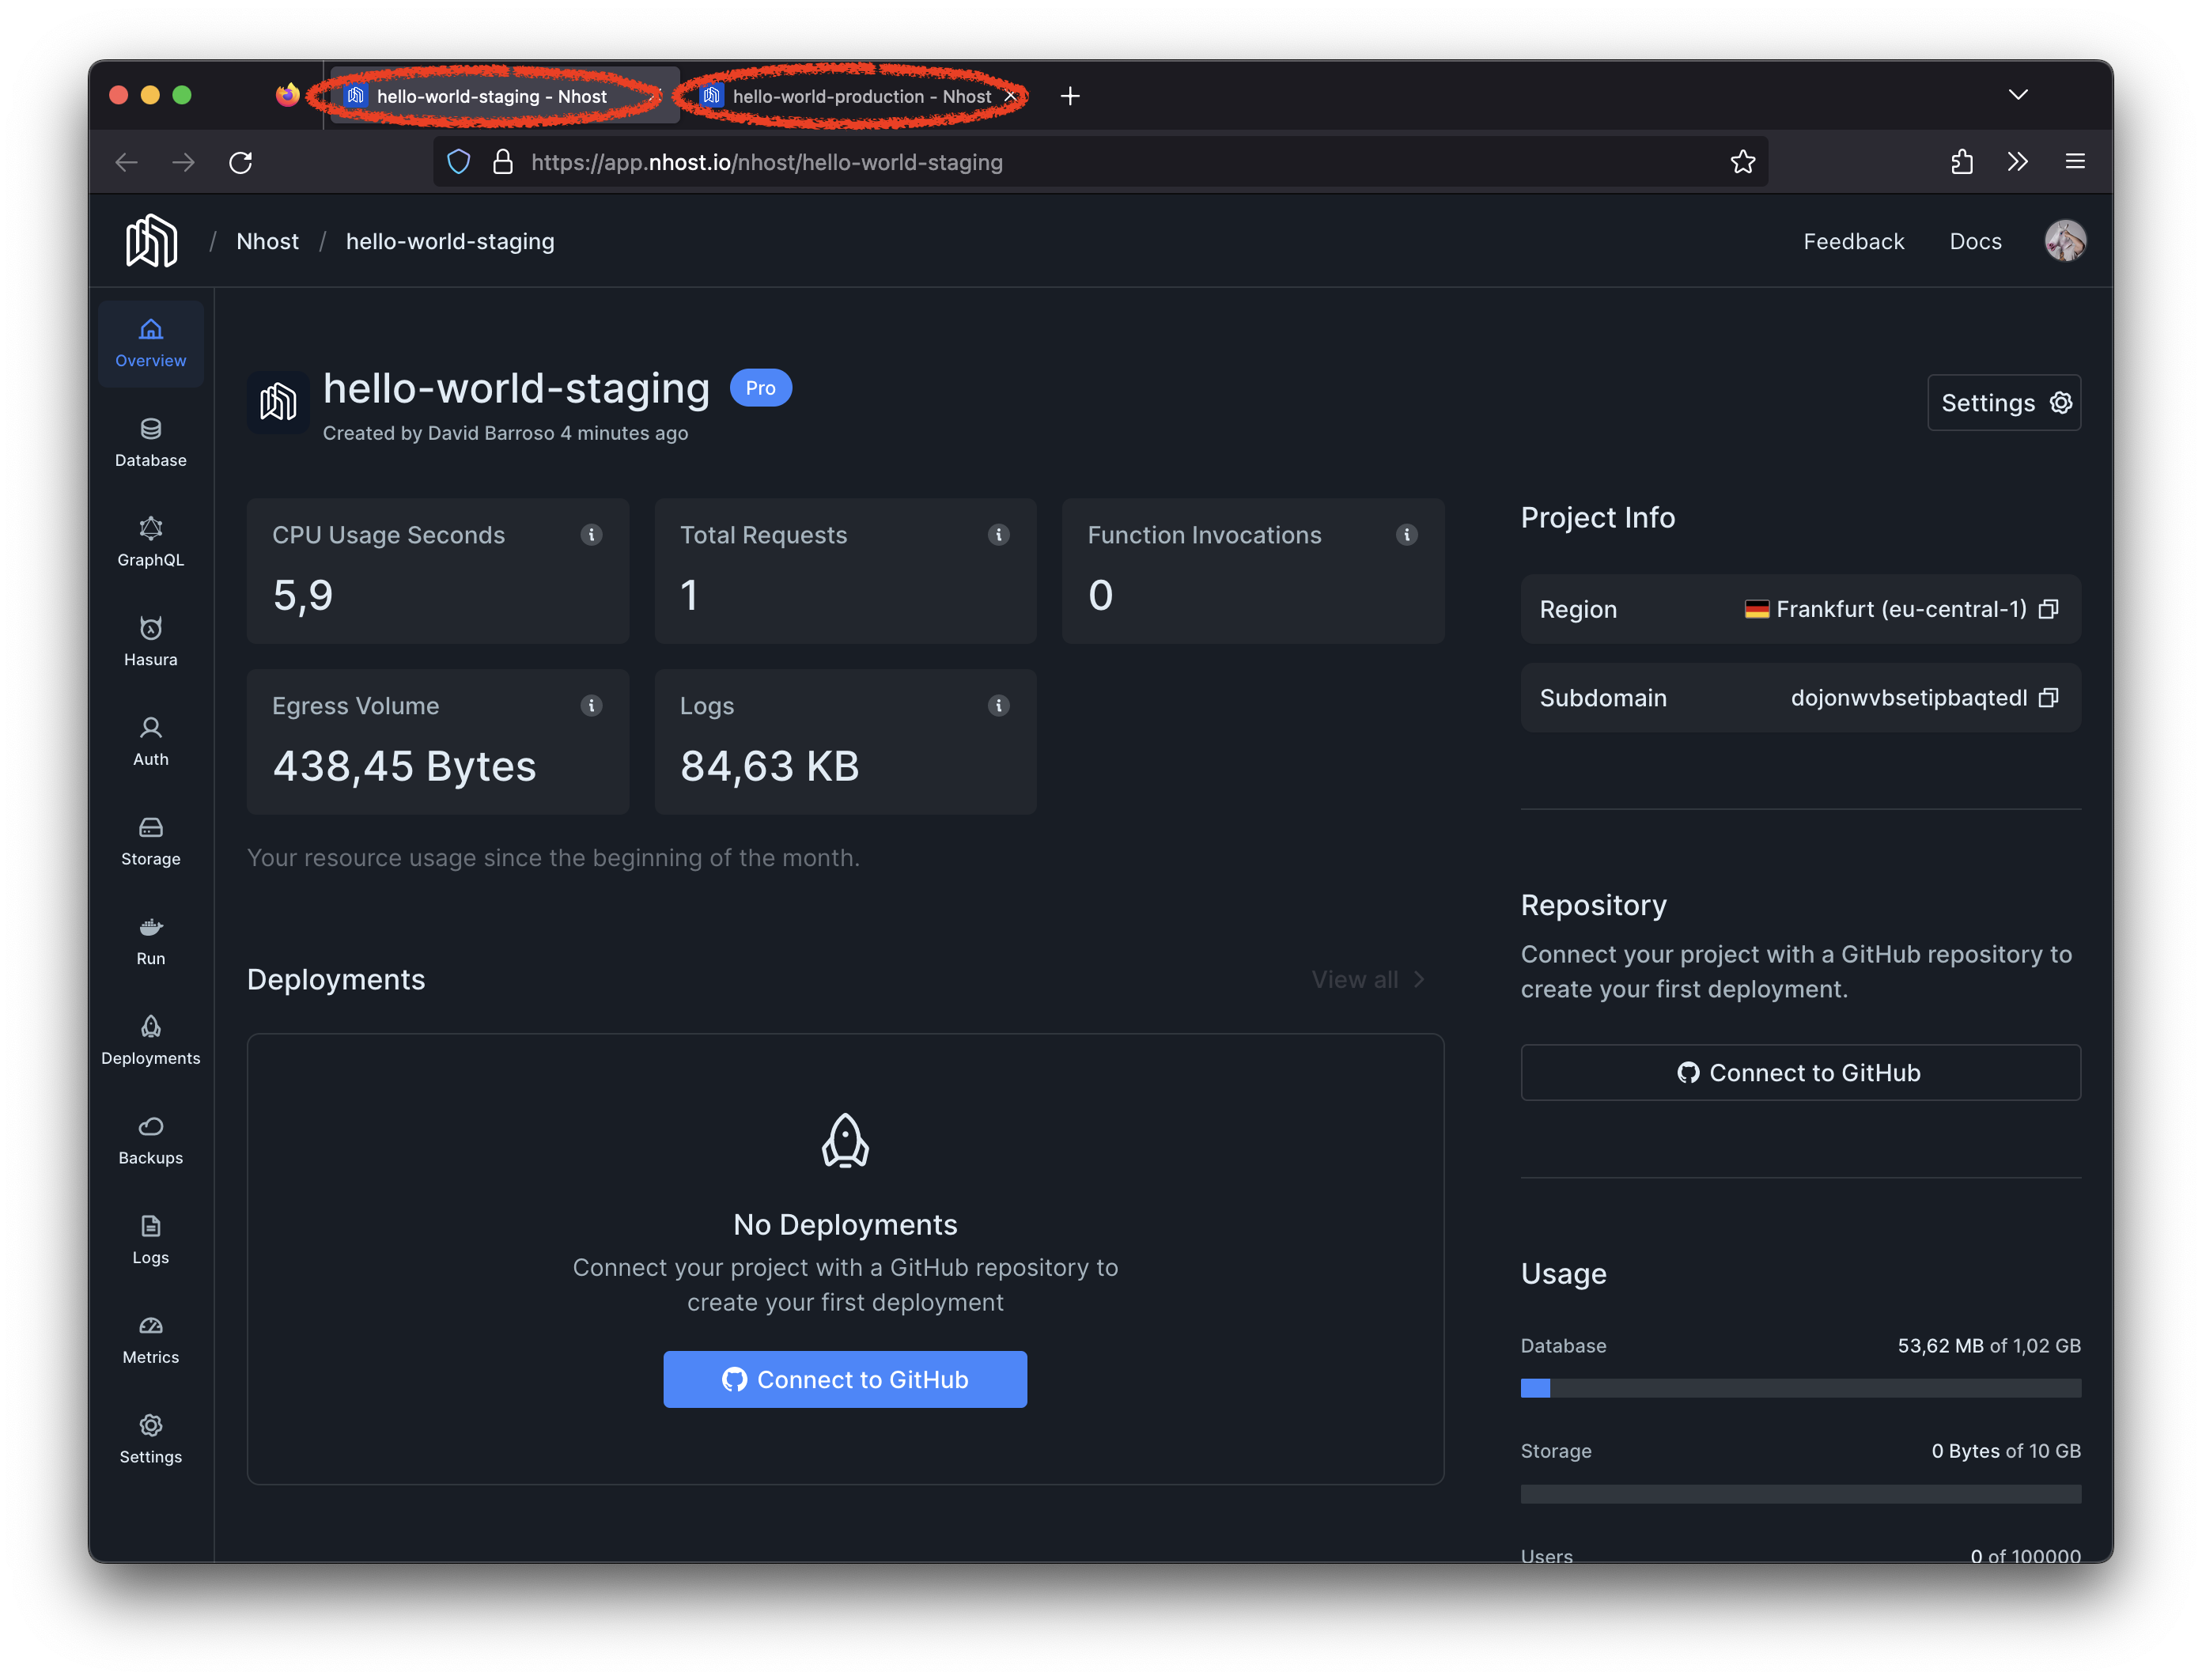 hello-world-staging - Nhost
hello-world-production - Nhost
https://app.nhost.io/nhost/hello-world-staging
/ Nhost / hello-world-staging
Feedback
Docs
Overview
Database
GraphQL
Hasura
Auth
Storage
Run
Deployments
Backups
Logs
Metrics
Settings
hello-world-staging
Pro
Created by David Barroso 4 minutes ago
Settings
CPU Usage Seconds
5,9
Total Requests
1
Function Invocations
0
Egress Volume
438,45 Bytes
Logs
84,63 KB
Your resource usage since the beginning of the month.
Deployments
View all
No Deployments
Connect your project with a GitHub repository to
create your first deployment
Connect to GitHub
Project Info
Region
Frankfurt (eu-central-1)
Subdomain
dojonwvbsetipbaqtedl
Repository
Connect your project with a GitHub repository to
create your first deployment.
Connect to GitHub
Usage
Database
53,62 MB of 1,02 GB
Storage
0 Bytes of 10 GB
Users
0 of 100000